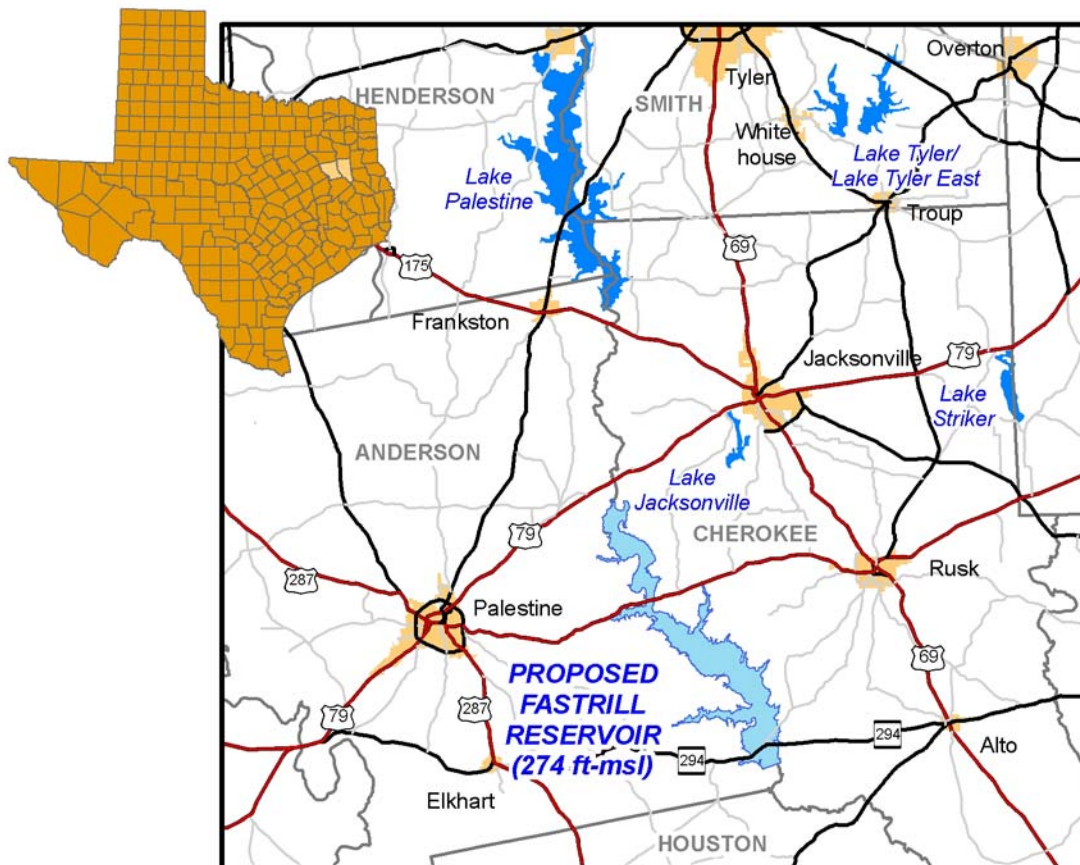 Overton
Tyler
HENDERSON
SMITH
White-
house
Lake
Palestine
Lake Tyler/
Lake Tyler East
Troup
69
175
Frankston
Jacksonville
79
Lake
Striker
ANDERSON
Lake
Jacksonville
CHEROKEE
79
287
Rusk
Palestine
69
PROPOSED
FASTRILL
RESERVOIR
(274 ft-msl)
79
287
294
294
Alto
Elkhart
HOUSTON